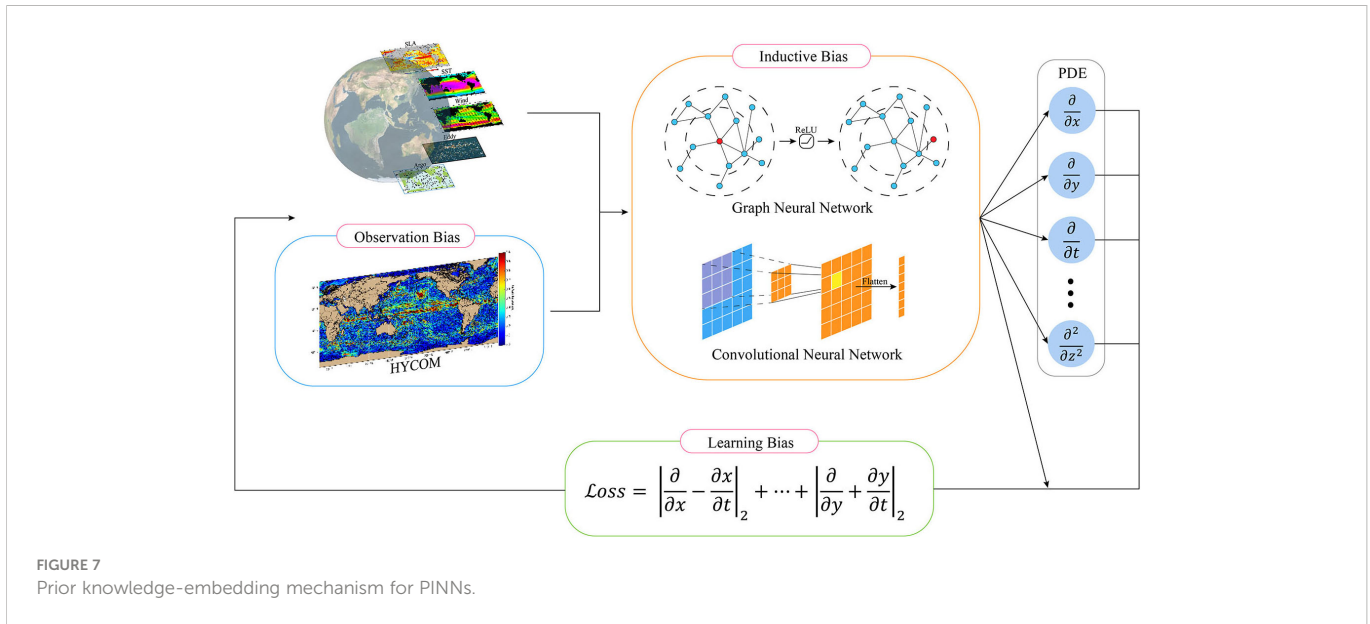 SLA
SST
Wind
Eddy
Argo
Observation Bias
HYCOM
Inductive Bias
ReLU
Graph Neural Network
Flatten
Convolutional Neural Network
PDE
∂/∂x
∂/∂y
∂/∂t
∂²/∂z²
Learning Bias
ℒoss = |∂/∂x − ∂x/∂t|₂ + ⋯ + |∂/∂y + ∂y/∂t|₂
FIGURE 7
Prior knowledge-embedding mechanism for PINNs.